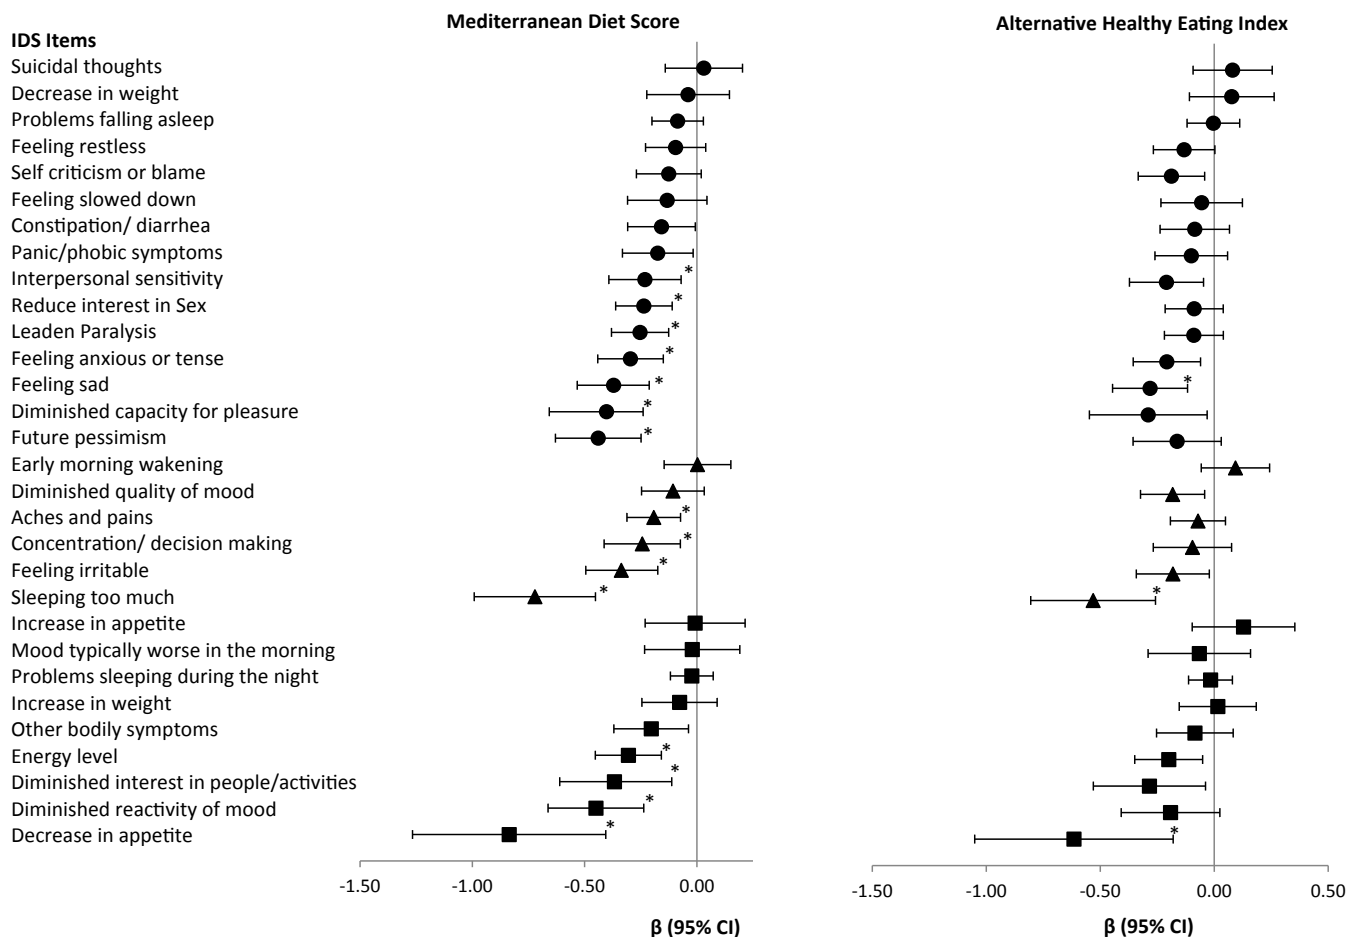 Mediterranean Diet Score
Alternative Healthy Eating Index
IDS Items
Suicidal thoughts
Decrease in weight
Problems falling asleep
Feeling restless
Self criticism or blame
Feeling slowed down
Constipation/ diarrhea
Panic/phobic symptoms
Interpersonal sensitivity *
Reduce interest in Sex *
Leaden Paralysis *
Feeling anxious or tense *
Feeling sad * *
Diminished capacity for pleasure *
Future pessimism *
Early morning wakening
Diminished quality of mood
Aches and pains *
Concentration/ decision making *
Feeling irritable *
Sleeping too much * *
Increase in appetite
Mood typically worse in the morning
Problems sleeping during the night
Increase in weight
Other bodily symptoms
Energy level *
Diminished interest in people/activities *
Diminished reactivity of mood *
Decrease in appetite * *
-1.50 -1.00 -0.50 0.00
-1.50 -1.00 -0.50 0.00 0.50
β (95% CI)
β (95% CI)